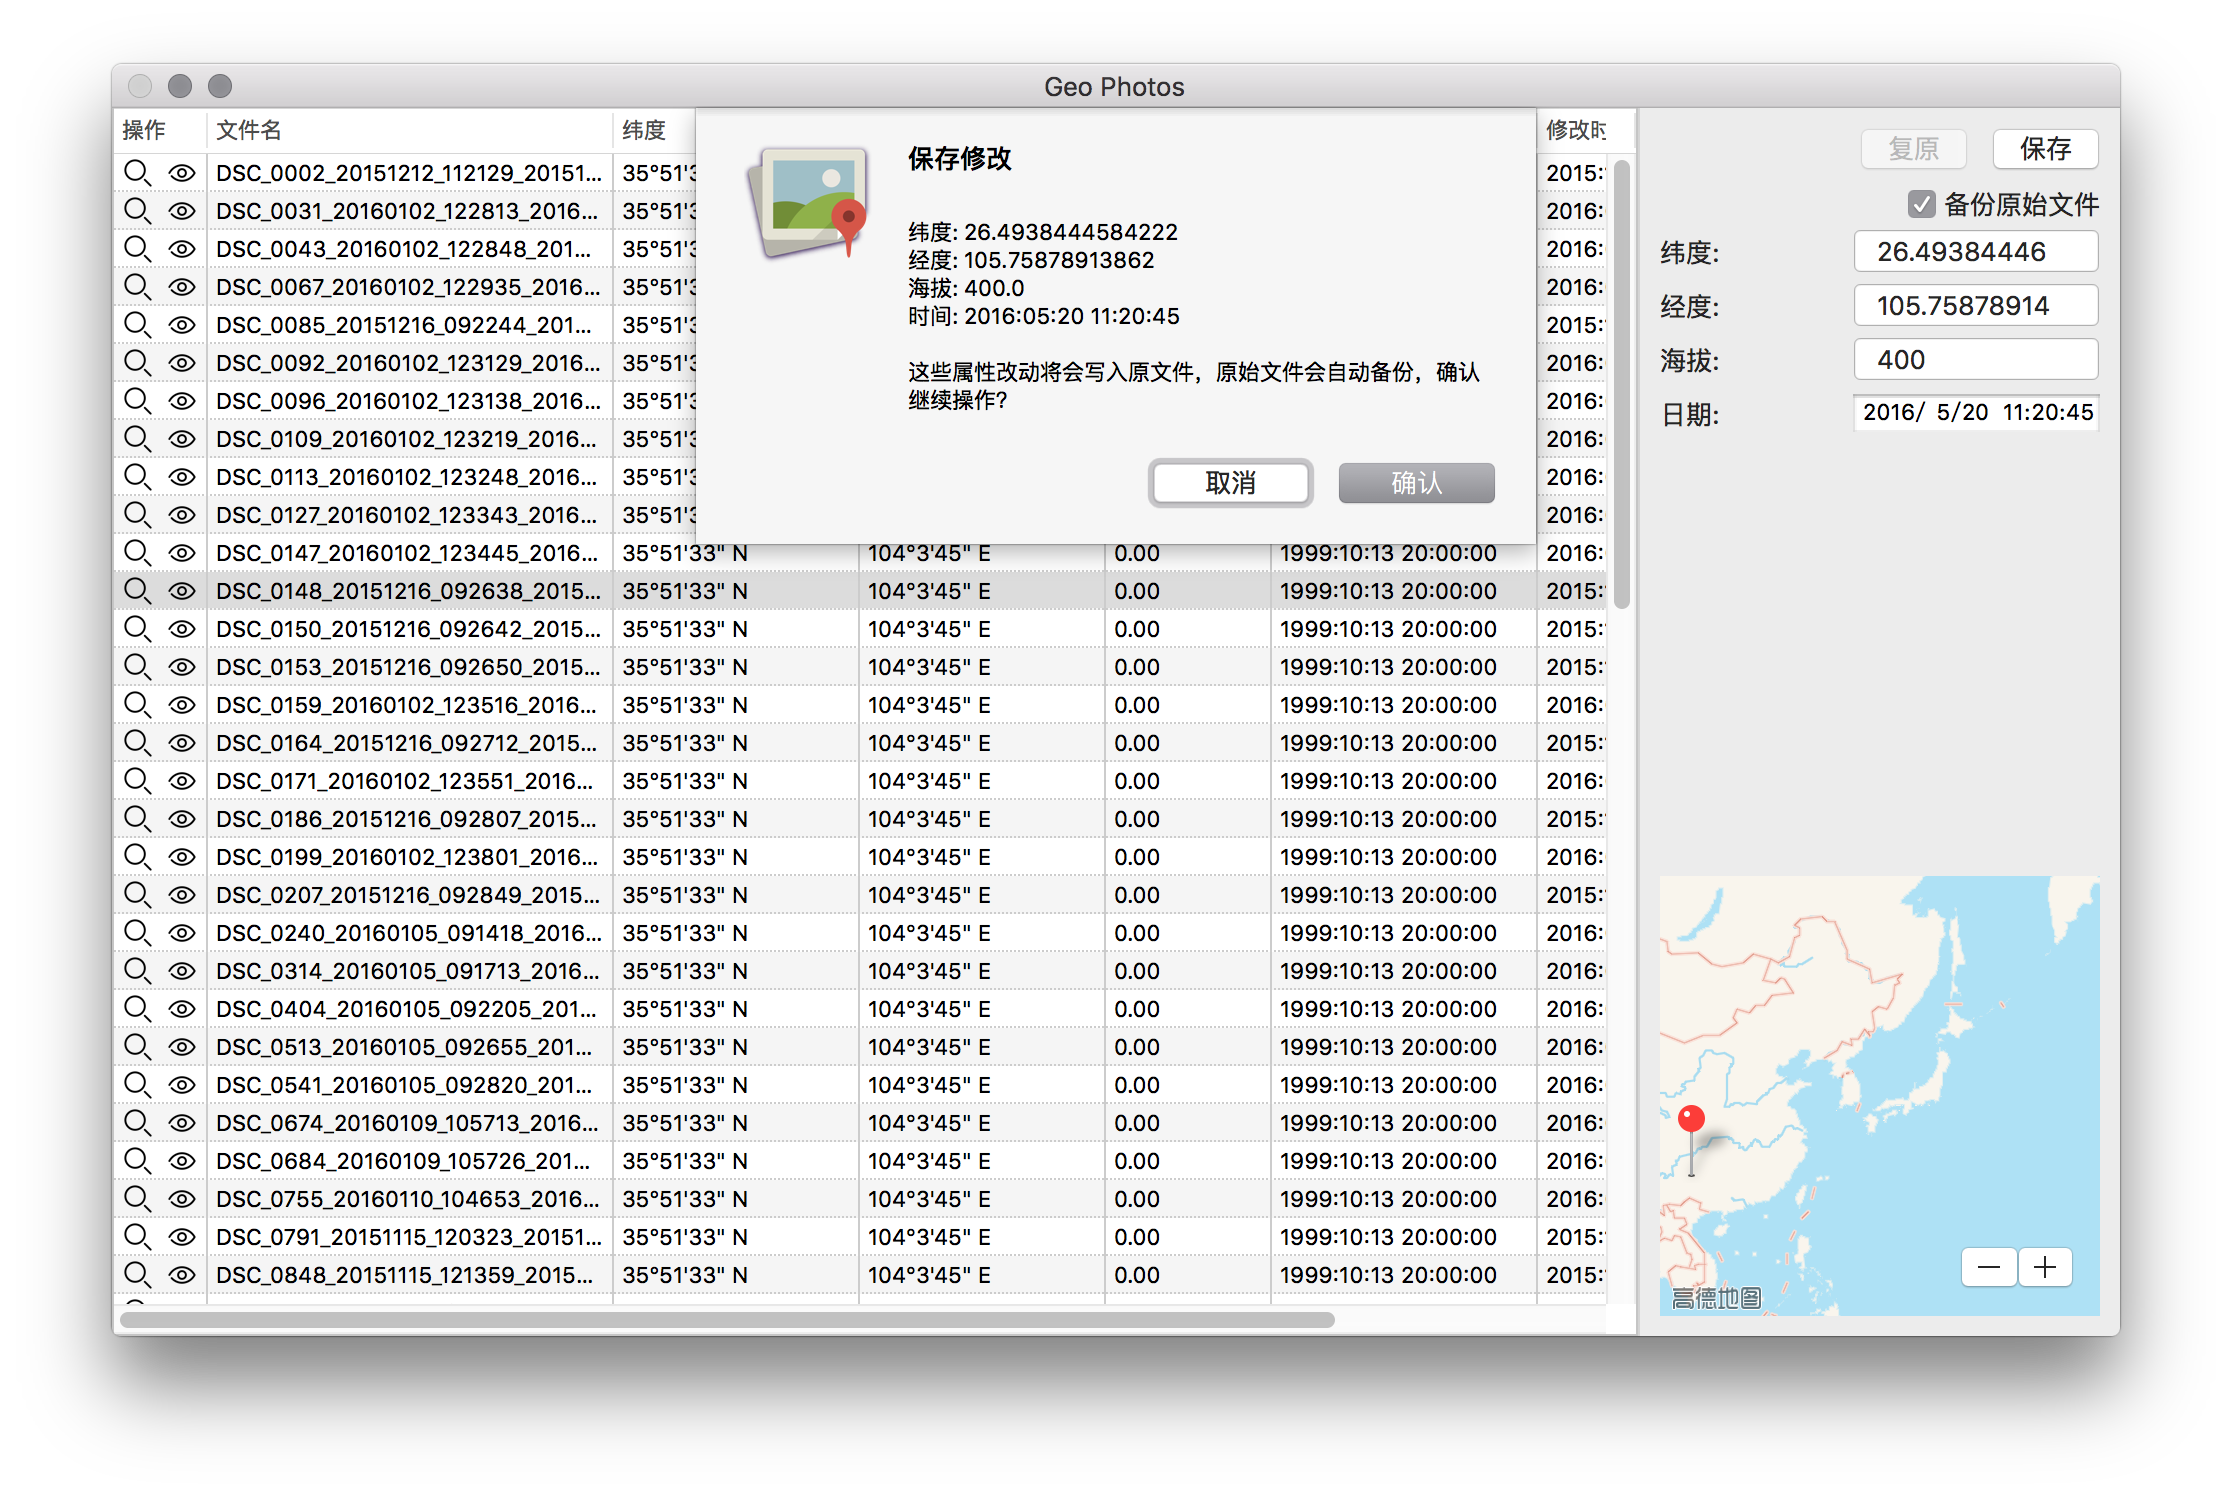 Geo Photos
操作 文件名 纬度 修改时
DSC_0002_20151212_112129_20151... 35°51'3 2015:
DSC_0031_20160102_122813_2016... 35°51'3 2016:
DSC_0043_20160102_122848_201... 35°51'3 2016:
DSC_0067_20160102_122935_2016... 35°51'3 2016:
DSC_0085_20151216_092244_201... 35°51'3 2015:
DSC_0092_20160102_123129_2016... 35°51'3 2016:
DSC_0096_20160102_123138_2016... 35°51'3 2016:
DSC_0109_20160102_123219_2016... 35°51'3 2016:
DSC_0113_20160102_123248_2016... 35°51'3 2016:
DSC_0127_20160102_123343_2016... 35°51'3 2016:
DSC_0147_20160102_123445_2016... 35°51'33" N 104°3'45" E 0.00 1999:10:13 20:00:00 2016:
DSC_0148_20151216_092638_2015... 35°51'33" N 104°3'45" E 0.00 1999:10:13 20:00:00 2015:
DSC_0150_20151216_092642_2015... 35°51'33" N 104°3'45" E 0.00 1999:10:13 20:00:00 2015:
DSC_0153_20151216_092650_2015... 35°51'33" N 104°3'45" E 0.00 1999:10:13 20:00:00 2015:
DSC_0159_20160102_123516_2016... 35°51'33" N 104°3'45" E 0.00 1999:10:13 20:00:00 2016:
DSC_0164_20151216_092712_2015... 35°51'33" N 104°3'45" E 0.00 1999:10:13 20:00:00 2015:
DSC_0171_20160102_123551_2016... 35°51'33" N 104°3'45" E 0.00 1999:10:13 20:00:00 2016:
DSC_0186_20151216_092807_2015... 35°51'33" N 104°3'45" E 0.00 1999:10:13 20:00:00 2015:
DSC_0199_20160102_123801_2016... 35°51'33" N 104°3'45" E 0.00 1999:10:13 20:00:00 2016:
DSC_0207_20151216_092849_2015... 35°51'33" N 104°3'45" E 0.00 1999:10:13 20:00:00 2015:
DSC_0240_20160105_091418_2016... 35°51'33" N 104°3'45" E 0.00 1999:10:13 20:00:00 2016:
DSC_0314_20160105_091713_2016... 35°51'33" N 104°3'45" E 0.00 1999:10:13 20:00:00 2016:
DSC_0404_20160105_092205_201... 35°51'33" N 104°3'45" E 0.00 1999:10:13 20:00:00 2016:
DSC_0513_20160105_092655_201... 35°51'33" N 104°3'45" E 0.00 1999:10:13 20:00:00 2016:
DSC_0541_20160105_092820_201... 35°51'33" N 104°3'45" E 0.00 1999:10:13 20:00:00 2016:
DSC_0674_20160109_105713_2016... 35°51'33" N 104°3'45" E 0.00 1999:10:13 20:00:00 2016:
DSC_0684_20160109_105726_201... 35°51'33" N 104°3'45" E 0.00 1999:10:13 20:00:00 2016:
DSC_0755_20160110_104653_2016... 35°51'33" N 104°3'45" E 0.00 1999:10:13 20:00:00 2016:
DSC_0791_20151115_120323_20151... 35°51'33" N 104°3'45" E 0.00 1999:10:13 20:00:00 2015:
DSC_0848_20151115_121359_2015... 35°51'33" N 104°3'45" E 0.00 1999:10:13 20:00:00 2015:
保存修改
纬度: 26.4938444584222
经度: 105.75878913862
海拔: 400.0
时间: 2016:05:20 11:20:45
这些属性改动将会写入原文件，原始文件会自动备份，确认
继续操作?
取消 确认
复原 保存
备份原始文件
纬度: 26.49384446
经度: 105.75878914
海拔: 400
日期: 2016/ 5/20 11:20:45
高德地图